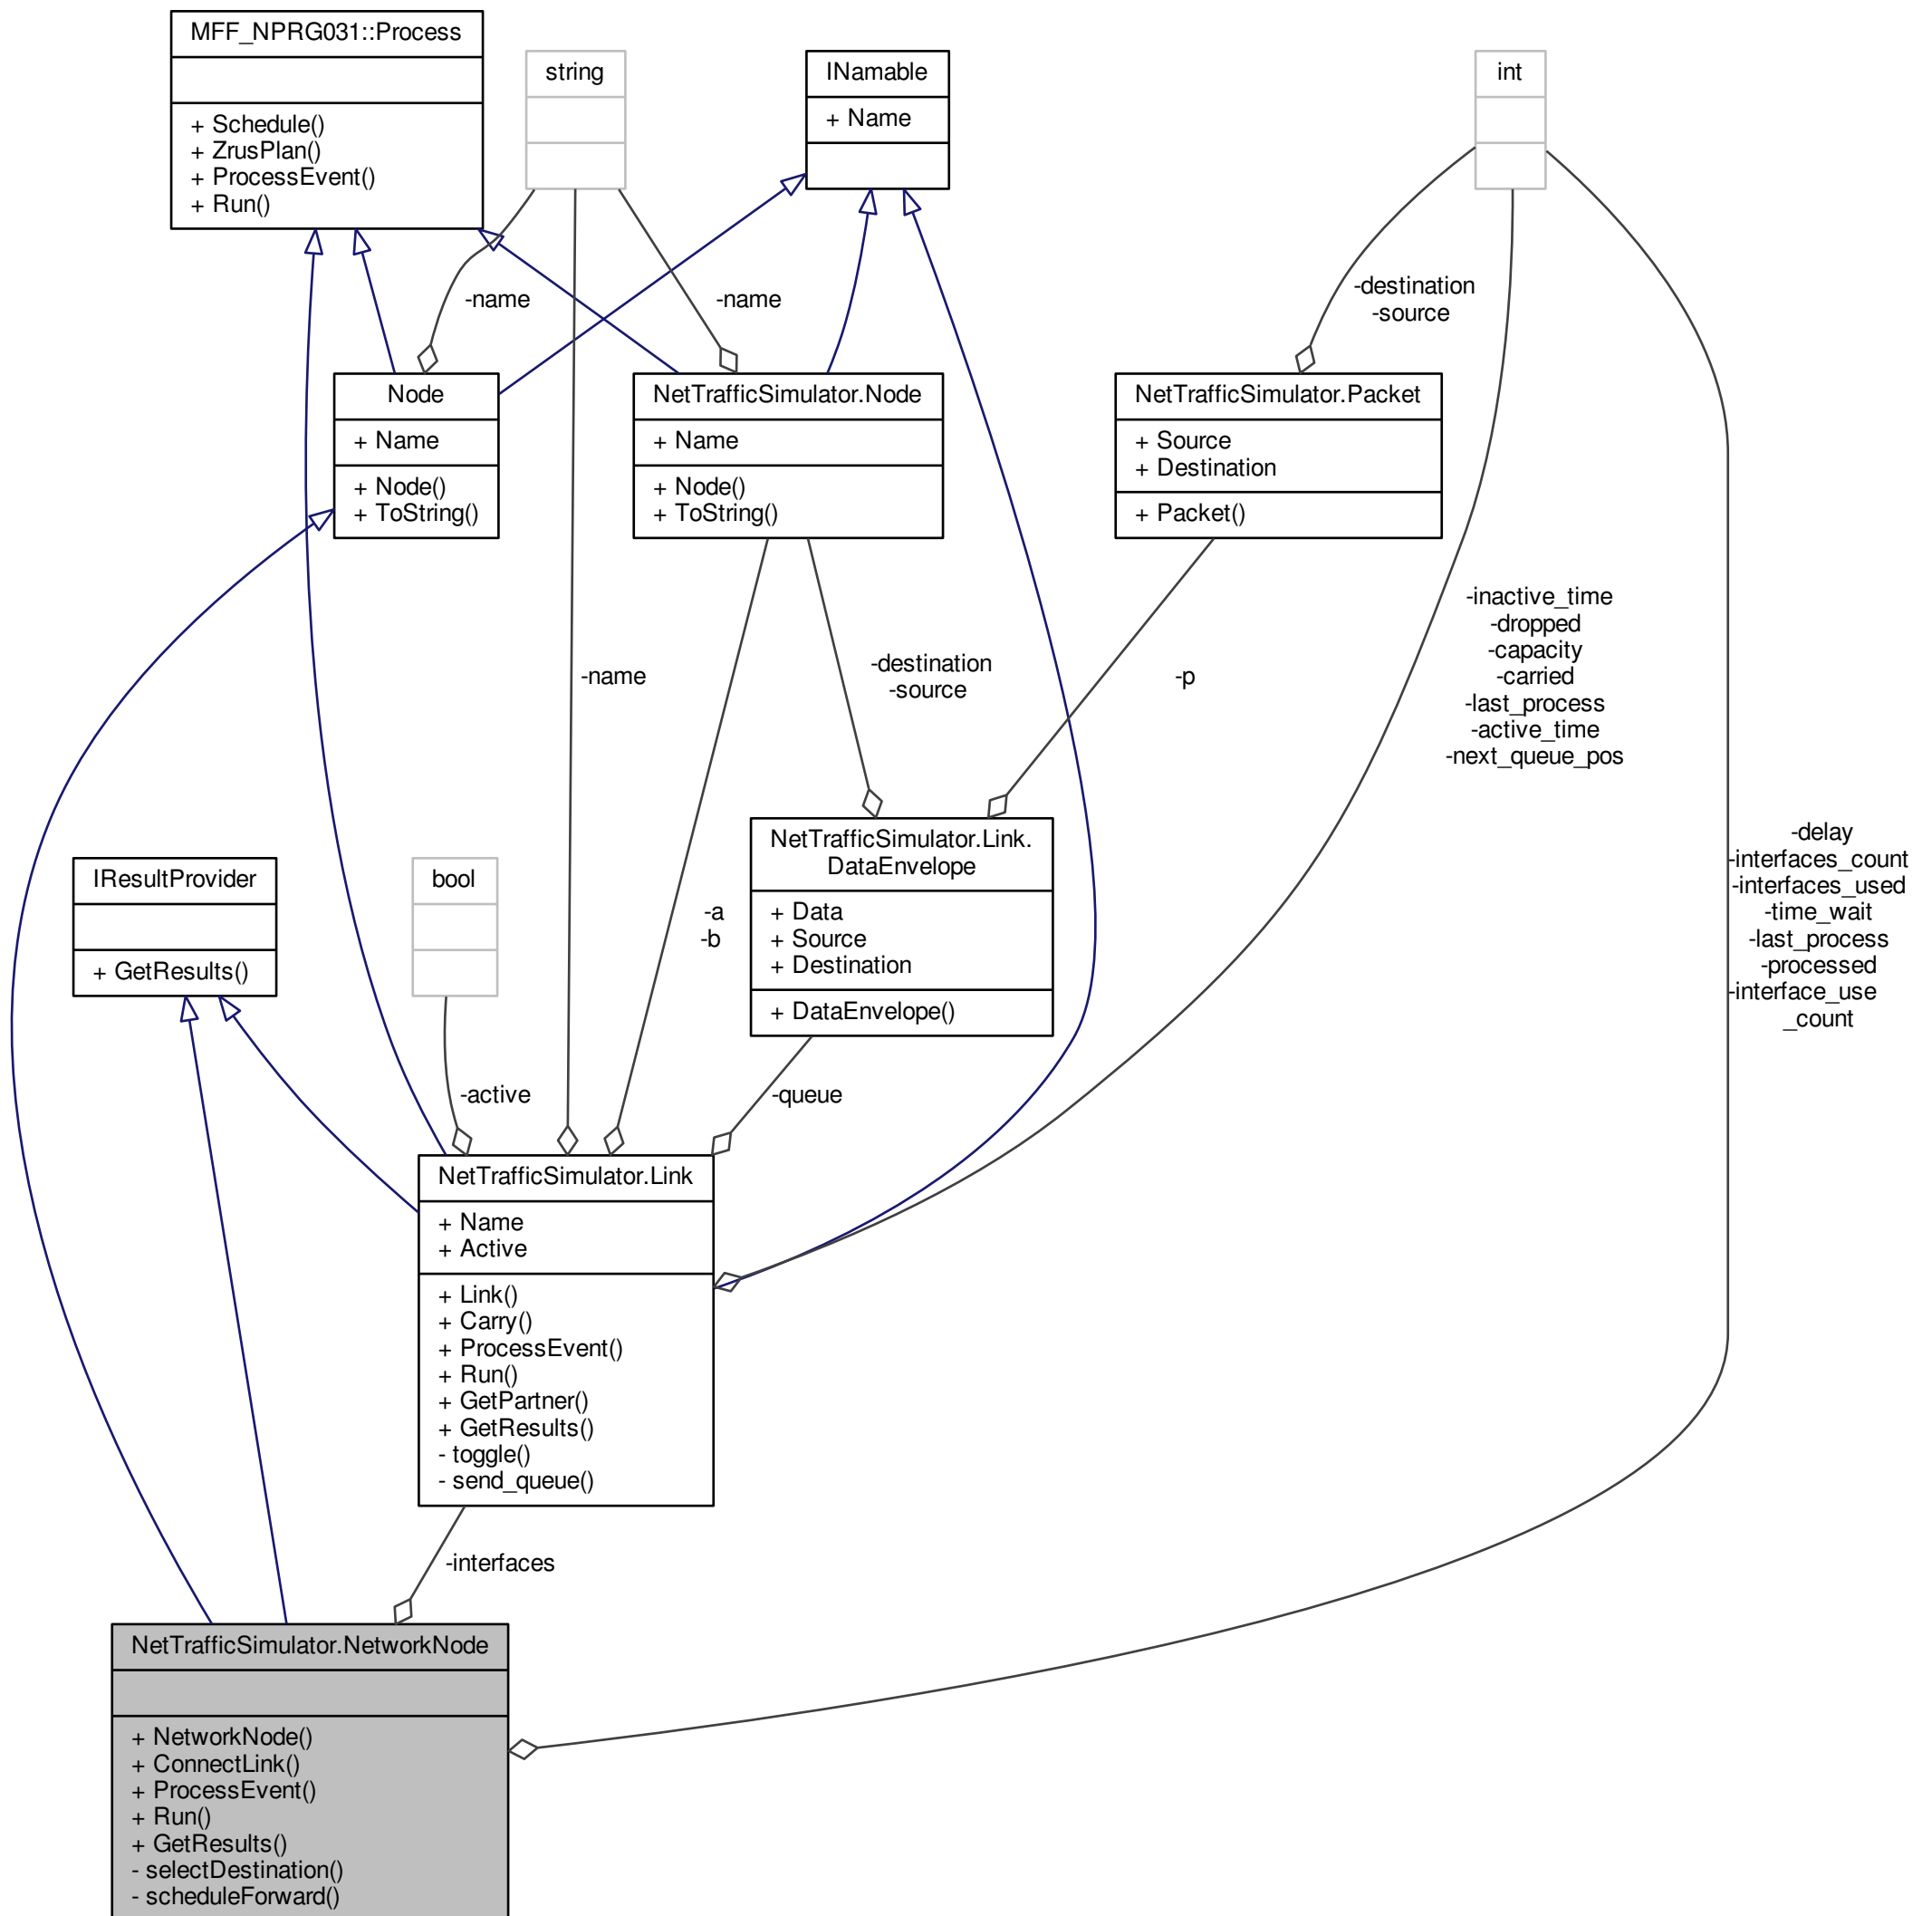 MFF_NPRG031::Process
+ Schedule()
+ ZrusPlan()
+ ProcessEvent()
+ Run()
string
INamable
+ Name
int
-name
-name
-destination
-source
Node
+ Name
+ Node()
+ ToString()
NetTrafficSimulator.Node
+ Name
+ Node()
+ ToString()
NetTrafficSimulator.Packet
+ Source
+ Destination
+ Packet()
-name
-destination
-source
-p
-inactive_time
-dropped
-capacity
-carried
-last_process
-active_time
-next_queue_pos
IResultProvider
+ GetResults()
bool
-a
-b
NetTrafficSimulator.Link.
DataEnvelope
+ Data
+ Source
+ Destination
+ DataEnvelope()
-delay
-interfaces_count
-interfaces_used
-time_wait
-last_process
-processed
-interface_use
_count
-active
-queue
NetTrafficSimulator.Link
+ Name
+ Active
+ Link()
+ Carry()
+ ProcessEvent()
+ Run()
+ GetPartner()
+ GetResults()
- toggle()
- send_queue()
-interfaces
NetTrafficSimulator.NetworkNode
+ NetworkNode()
+ ConnectLink()
+ ProcessEvent()
+ Run()
+ GetResults()
- selectDestination()
- scheduleForward()